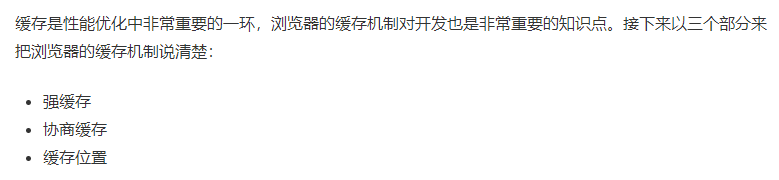 缓存是性能优化中非常重要的一环，浏览器的缓存机制对开发也是非常重要的知识点。接下来以三个部分来
把浏览器的缓存机制说清楚：
• 强缓存
• 协商缓存
• 缓存位置